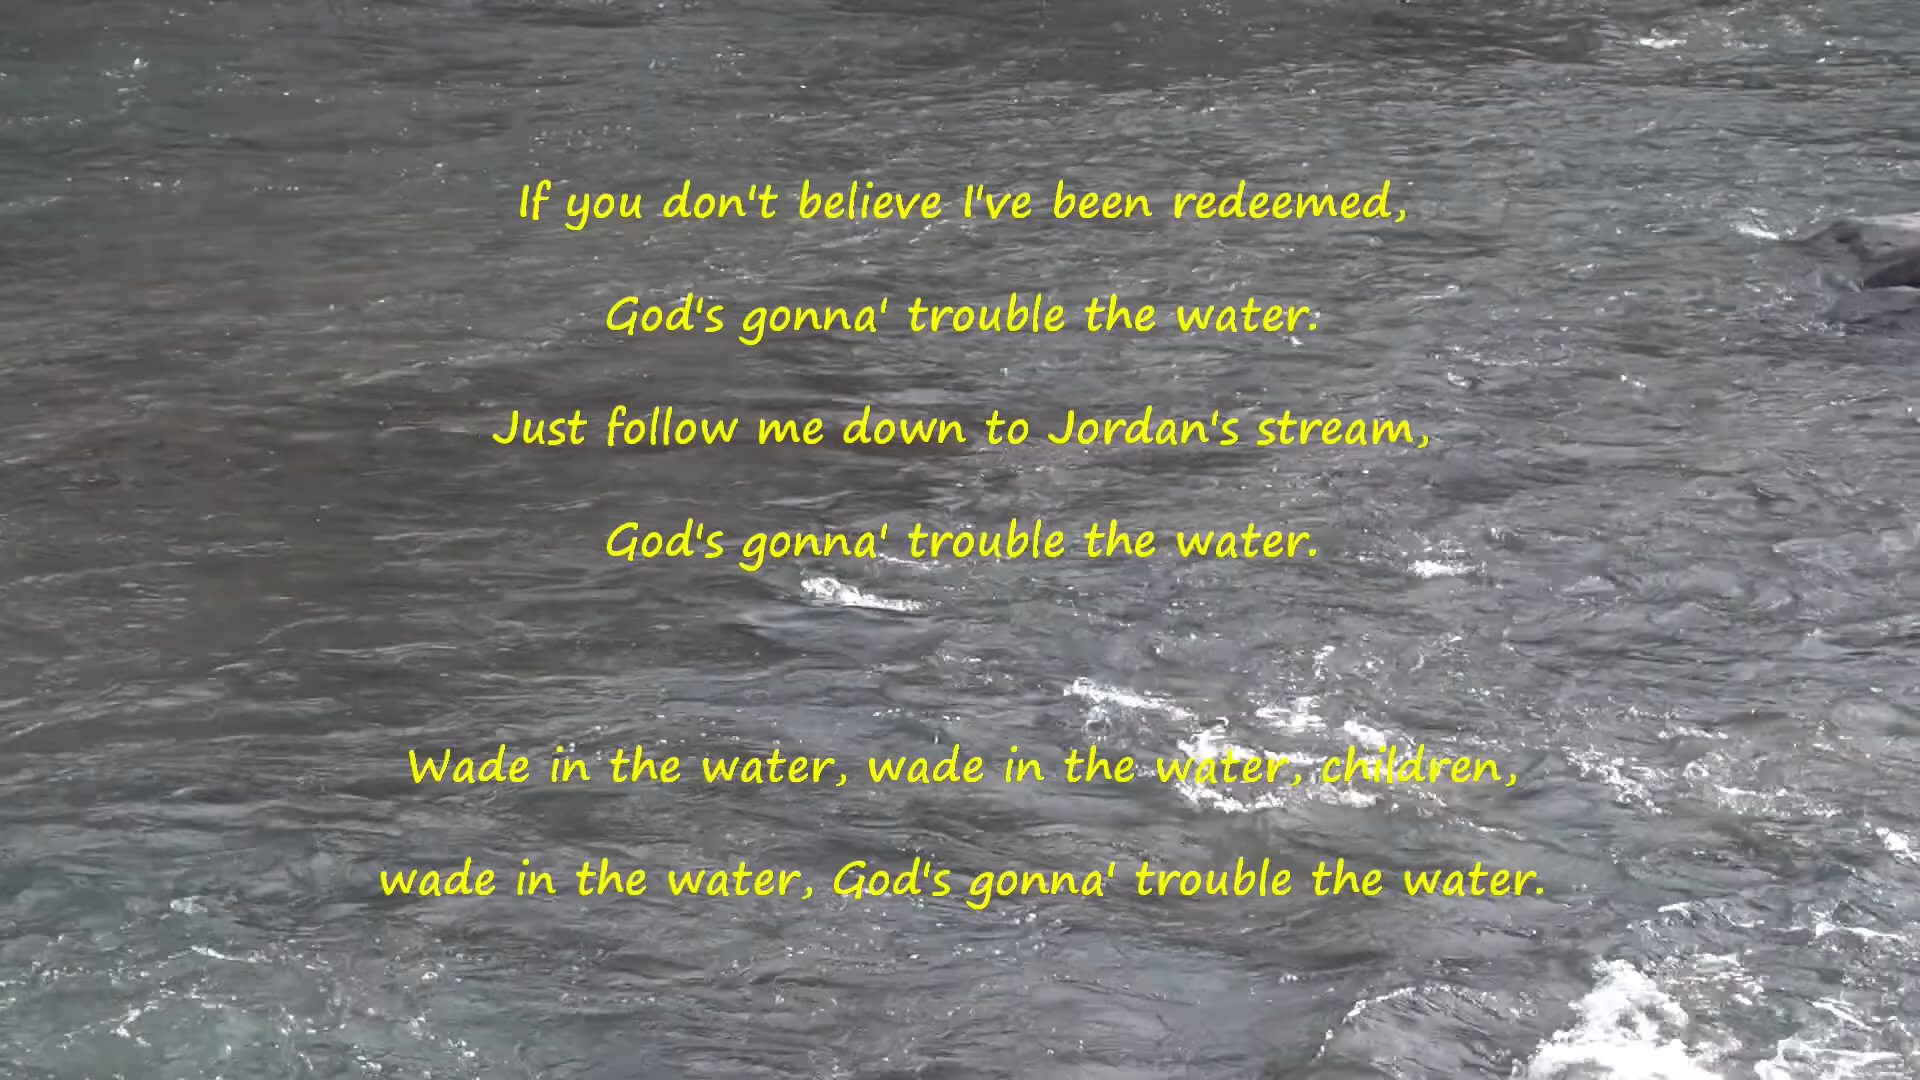 If you don't believe I've been redeemed,
God's gonna' trouble the water.
Just follow me down to Jordan's stream,
God's gonna' trouble the water.
Wade in the water, wade in the water, children,
wade in the water, God's gonna' trouble the water.